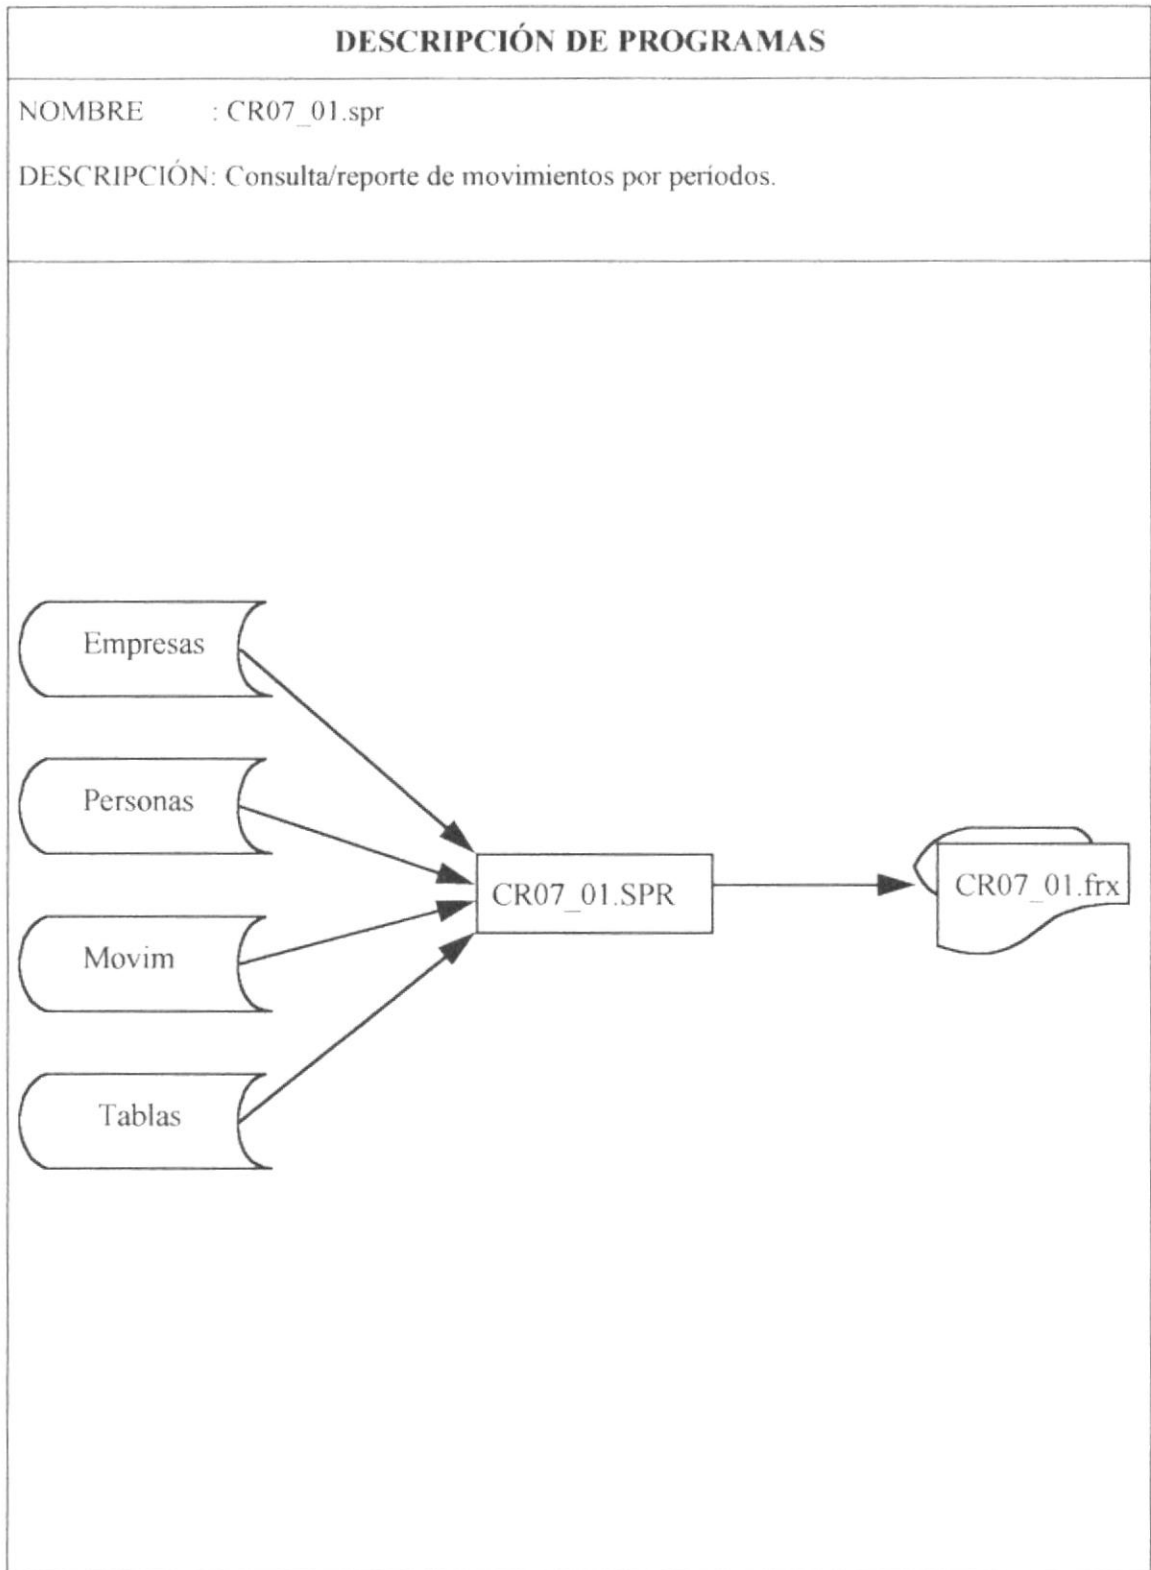 DESCRIPCIÓN DE PROGRAMAS
NOMBRE : CR07_01.spr
DESCRIPCIÓN: Consulta/reporte de movimientos por períodos.
Empresas
Personas
Movim
Tablas
CR07_01.SPR
CR07_01.frx